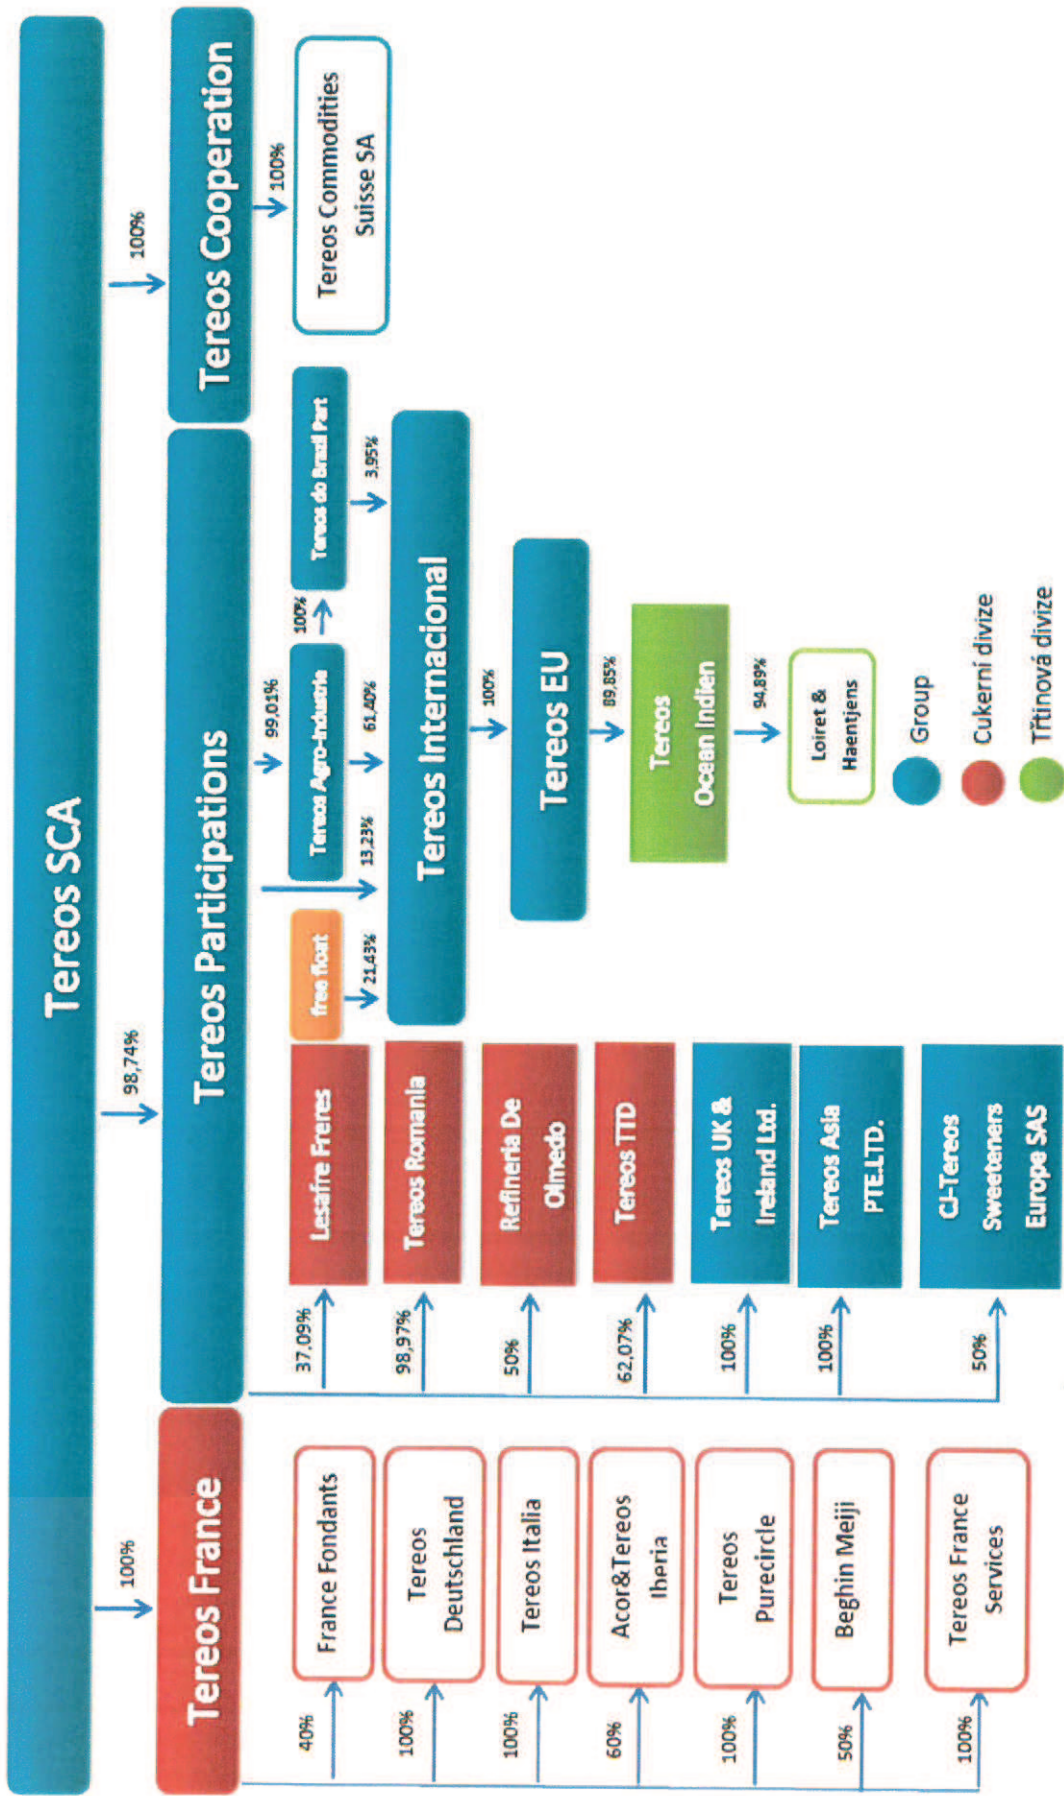 Tereos SCA
100%
98,74%
100%
Tereos France
Tereos Participations
Tereos Cooperation
40%
France Fondants
100%
Tereos
Deutschland
100%
Tereos Italia
60%
Acor&Tereos
Iberia
100%
Tereos
Purecircle
50%
Beghin Meiji
100%
Tereos France
Services
37,09%
Lesafre Freres
98,97%
Tereos Romania
50%
Refineria De
Olmedo
62,07%
Tereos TTD
100%
Tereos UK &
Ireland Ltd.
100%
Tereos Asia
PTE.LTD.
50%
CJ-Tereos
Sweeteners
Europe SAS
99,01%
free float
Tereos Agro-Industrie
100%
Tereos do Brazil Part
21,43%
13,23%
61,40%
3,95%
Tereos Internacional
100%
Tereos EU
89,85%
Tereos
Ocean Indien
94,89%
Loiret &
Haentjens
100%
Tereos Commodities
Suisse SA
Group
Cukerní divize
Třtinová divize